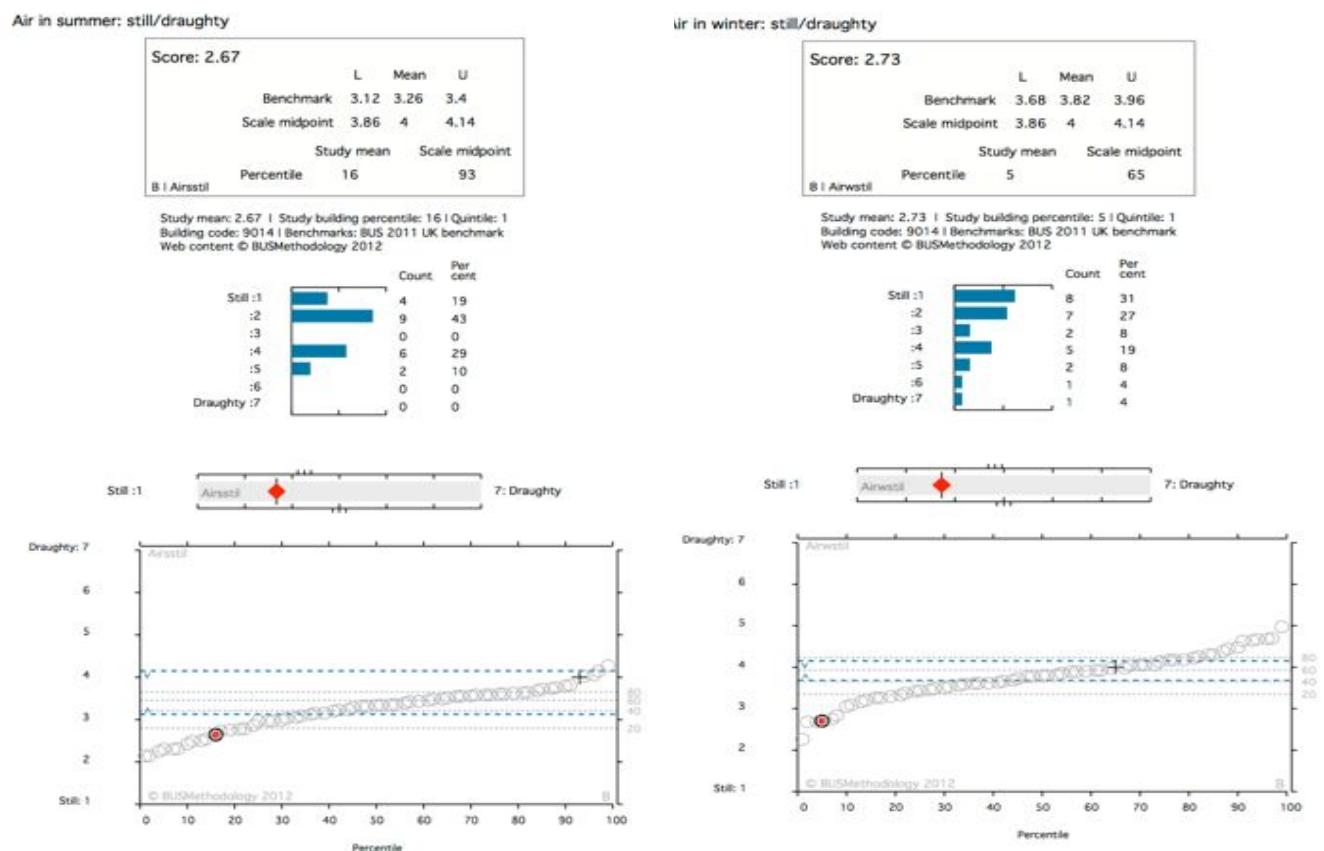 Air in summer: still/draughty
Score: 2.67
L Mean U
Benchmark 3.12 3.26 3.4
Scale midpoint 3.86 4 4.14
Study mean Scale midpoint
Percentile 16 93
B | Airsstil
Study mean: 2.67 | Study building percentile: 16 | Quintile: 1
Building code: 9014 | Benchmarks: BUS 2011 UK benchmark
Web content © BUSMethodology 2012
Count Per cent
Still :1 4 19
:2 9 43
:3 0 0
:4 6 29
:5 2 10
:6 0 0
Draughty :7 0 0
Still :1 Airsstil 7: Draughty
Draughty: 7
Airsstil
6
5
4
3
2
Still: 1
80
60
40
20
© BUSMethodology 2012 B
0 10 20 30 40 50 60 70 80 90 100
Percentile
ir in winter: still/draughty
Score: 2.73
L Mean U
Benchmark 3.68 3.82 3.96
Scale midpoint 3.86 4 4.14
Study mean Scale midpoint
Percentile 5 65
B | Airwstil
Study mean: 2.73 | Study building percentile: 5 | Quintile: 1
Building code: 9014 | Benchmarks: BUS 2011 UK benchmark
Web content © BUSMethodology 2012
Count Per cent
Still :1 8 31
:2 7 27
:3 2 8
:4 5 19
:5 2 8
:6 1 4
Draughty :7 1 4
Still :1 Airwstil 7: Draughty
Draughty: 7
Airwstil
6
5
4
3
2
Still: 1
80
60
40
20
© BUSMethodology 2012 B
0 10 20 30 40 50 60 70 80 90 100
Percentile